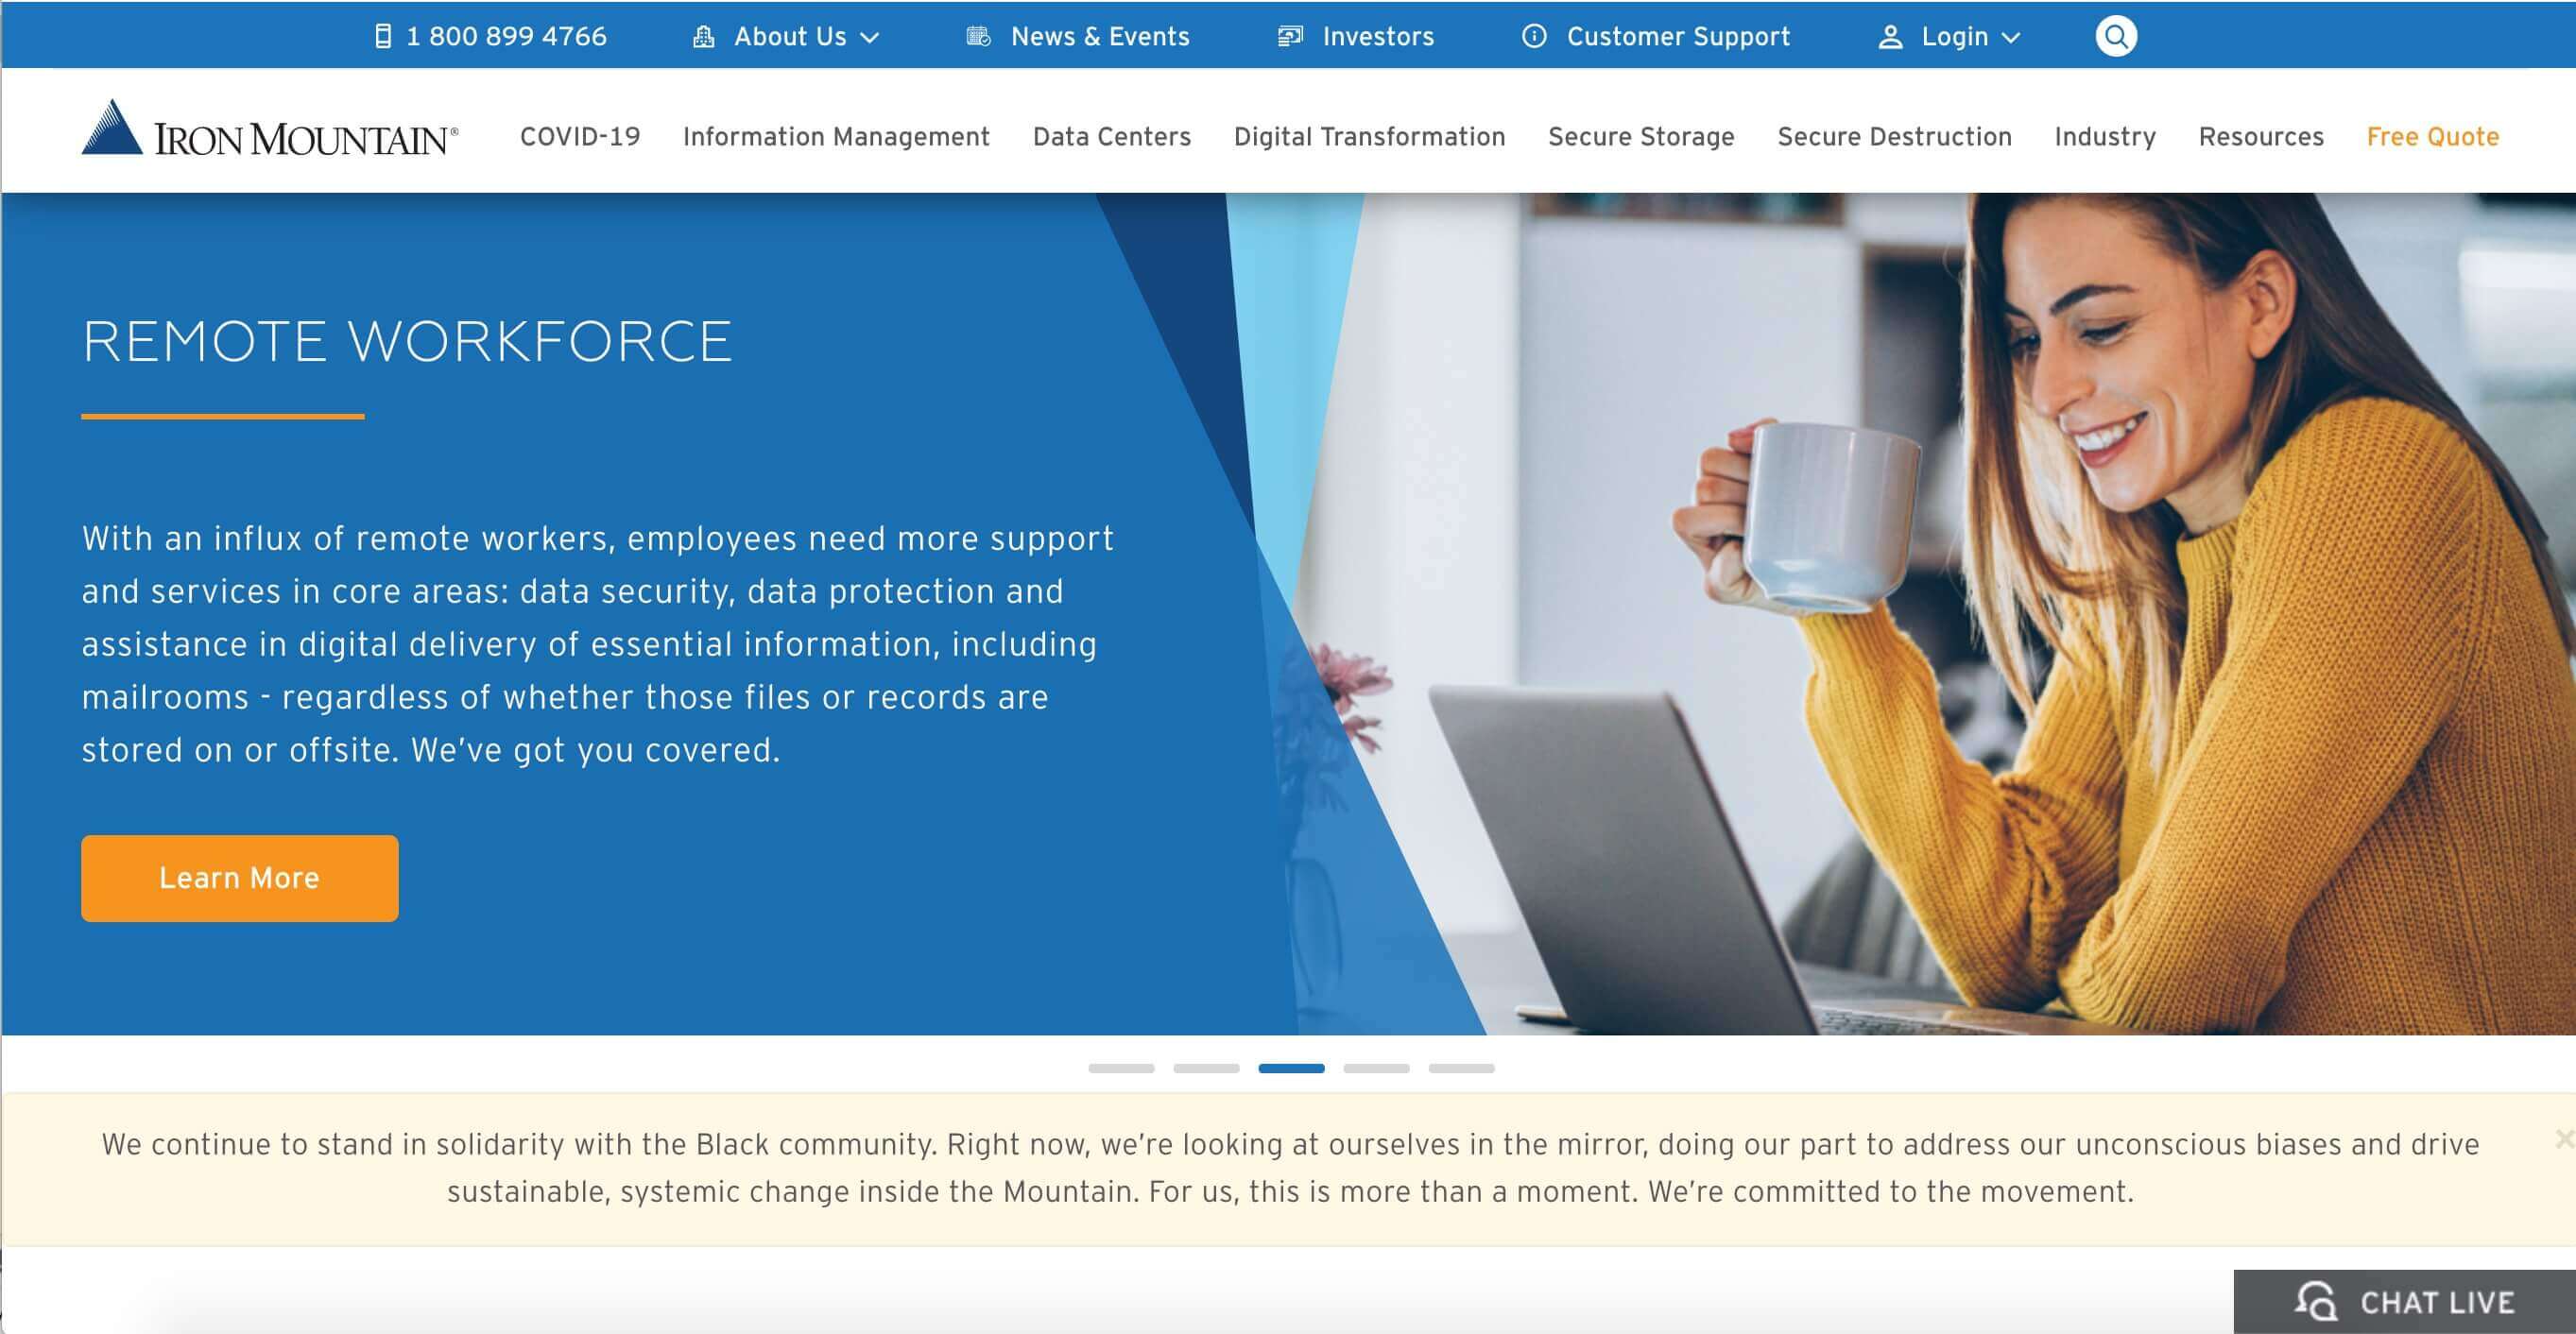 1 800 899 4766 About Us News & Events Investors Customer Support Login
IRON MOUNTAIN® COVID-19 Information Management Data Centers Digital Transformation Secure Storage Secure Destruction Industry Resources Free Quote
REMOTE WORKFORCE
With an influx of remote workers, employees need more support
and services in core areas: data security, data protection and
assistance in digital delivery of essential information, including
mailrooms - regardless of whether those files or records are
stored on or offsite. We’ve got you covered.
Learn More
We continue to stand in solidarity with the Black community. Right now, we’re looking at ourselves in the mirror, doing our part to address our unconscious biases and drive
sustainable, systemic change inside the Mountain. For us, this is more than a moment. We’re committed to the movement.
CHAT LIVE